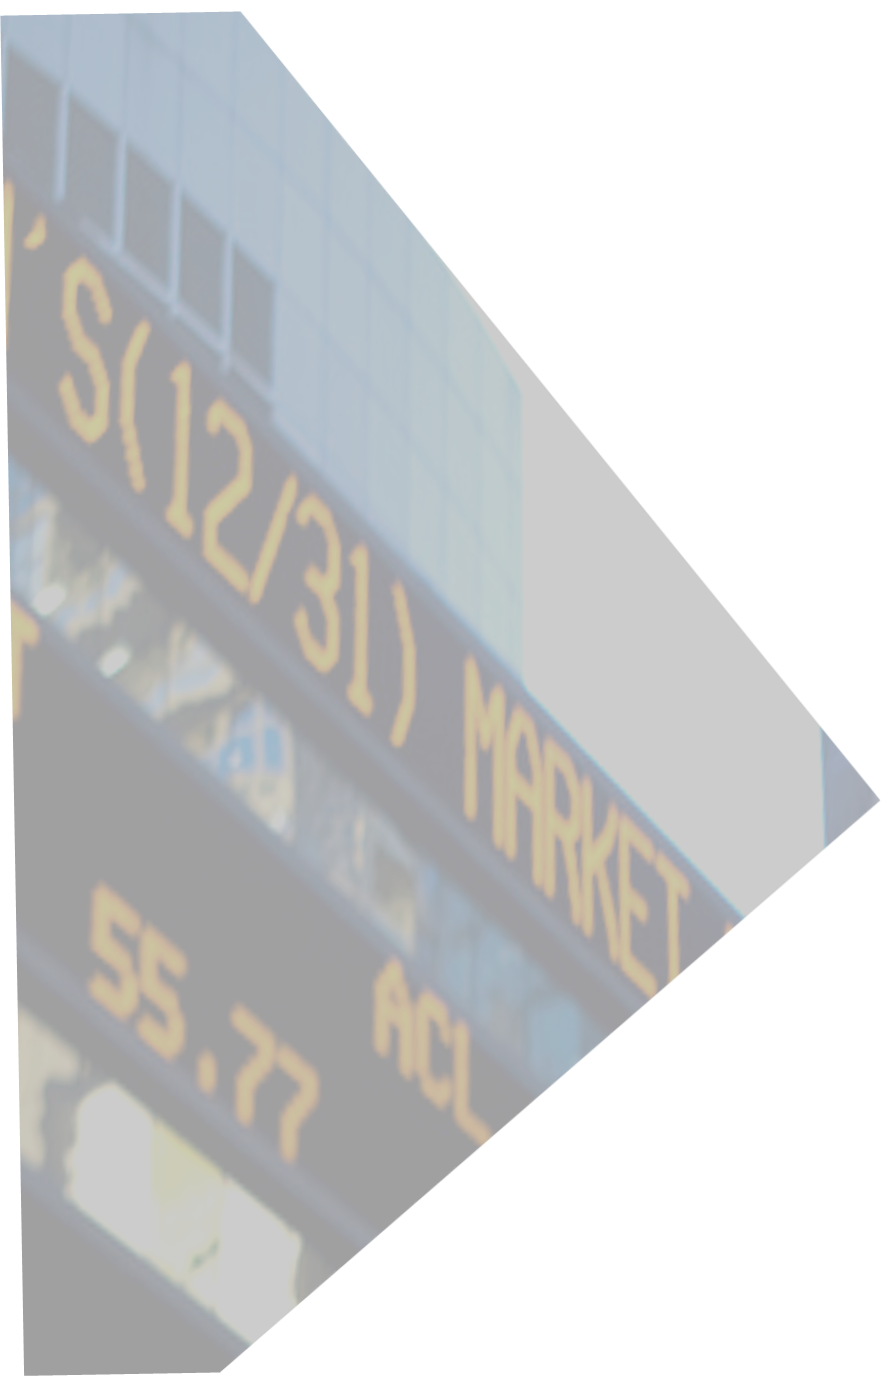 'S(12/31) MARKET
55.77 ACL